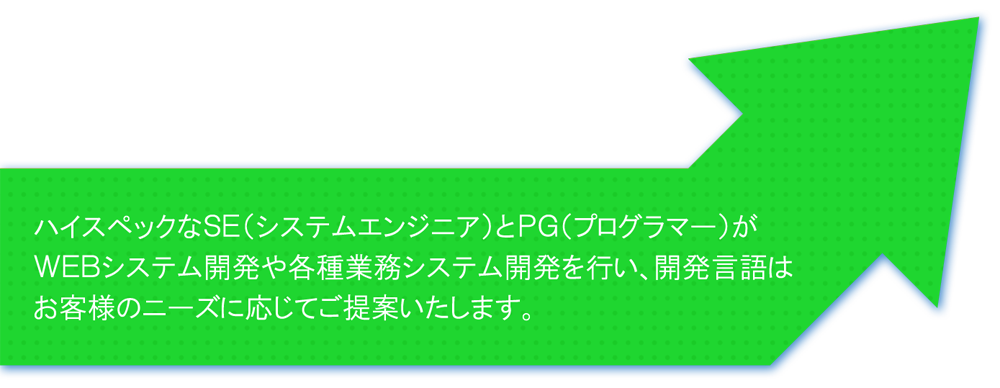 ハイスペックなSE（システムエンジニア）とPG（プログラマー）が
WEBシステム開発や各種業務システム開発を行い、開発言語は
お客様のニーズに応じてご提案いたします。